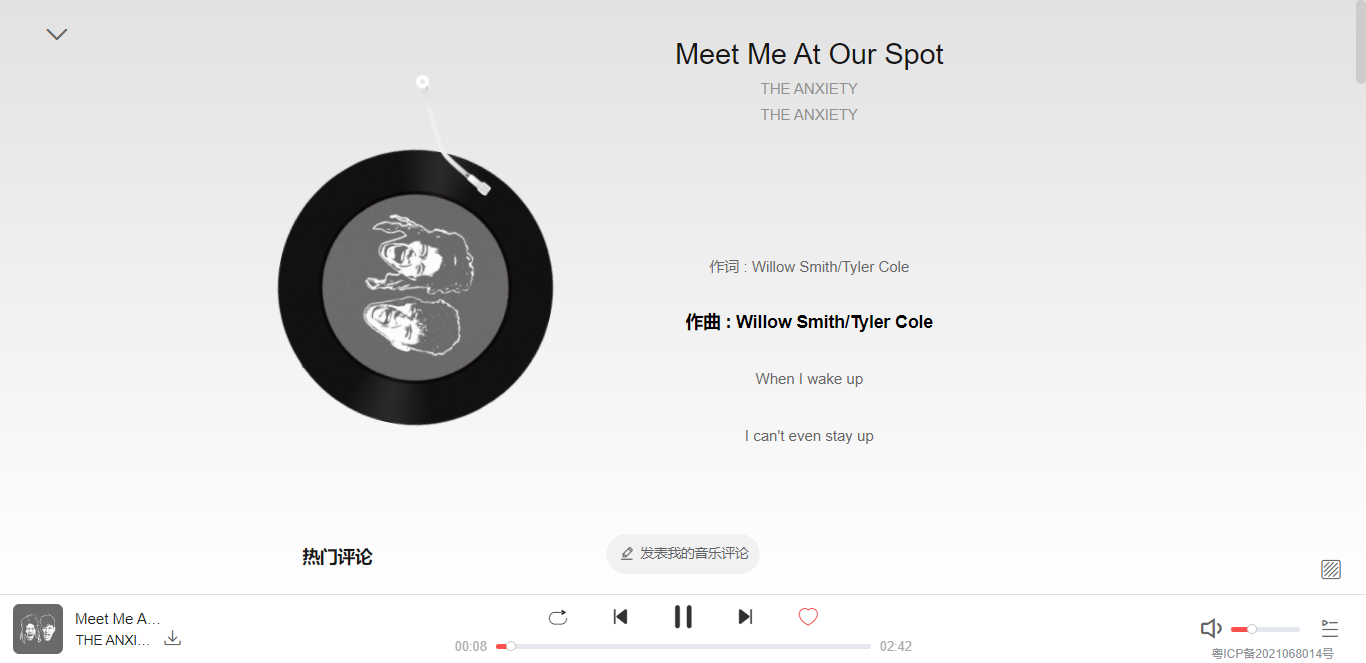 Meet Me At Our Spot
THE ANXIETY
THE ANXIETY
作词 : Willow Smith/Tyler Cole
作曲 : Willow Smith/Tyler Cole
When I wake up
I can't even stay up
热门评论
发表我的音乐评论
Meet Me A...
THE ANXI...
00:08
02:42
粤ICP备2021068014号